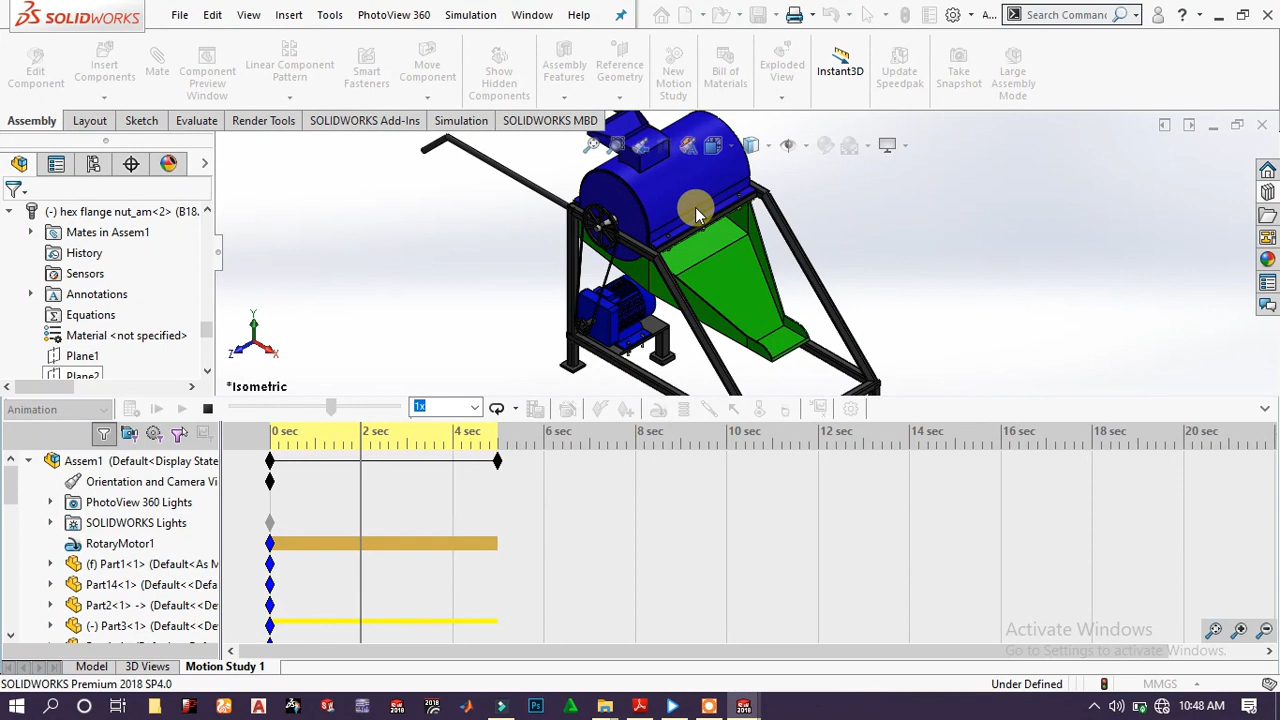 SOLIDWORKS File Edit View Insert Tools PhotoView 360 Simulation Window Help A... Search Command ?
Edit Component
Insert Components
Mate
Component Preview Window
Linear Component Pattern
Smart Fasteners
Move Component
Show Hidden Components
Assembly Features
Reference Geometry
New Motion Study
Bill of Materials
Exploded View
Instant3D
Update Speedpak
Take Snapshot
Large Assembly Mode
Assembly Layout Sketch Evaluate Render Tools SOLIDWORKS Add-Ins Simulation SOLIDWORKS MBD
(-) hex flange nut_am<2> (B18.
Mates in Assem1
History
Sensors
Annotations
Equations
Material <not specified>
Plane1
Plane2
Y
Z X
*Isometric
Animation 1x
0 sec 2 sec 4 sec 6 sec 8 sec 10 sec 12 sec 14 sec 16 sec 18 sec 20 sec
Assem1 (Default<Display State
Orientation and Camera Vi
PhotoView 360 Lights
SOLIDWORKS Lights
RotaryMotor1
(f) Part1<1> (Default<As M
Part14<1> (Default<<Defa
Part2<1> -> (Default<<De
(-) Part3<1> (Default<<De
Activate Windows
Go to Settings to activate Windows.
Model 3D Views Motion Study 1
SOLIDWORKS Premium 2018 SP4.0 Under Defined MMGS
10:48 AM